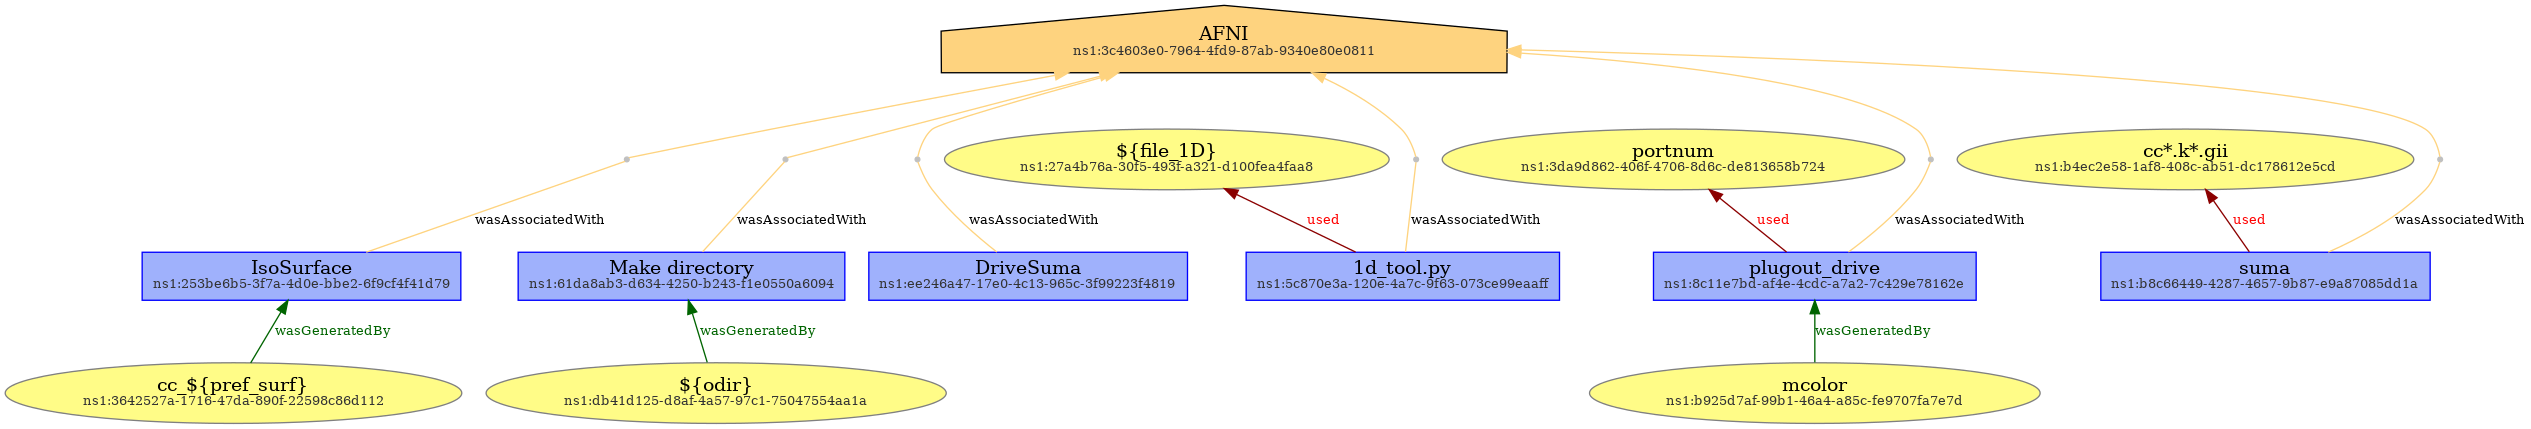 AFNI
ns1:3c4603e0-7964-4fd9-87ab-9340e80e0811
${file_1D}
ns1:27a4b76a-30f5-493f-a321-d100fea4faa8
portnum
ns1:3da9d862-406f-4706-8d6c-de813658b724
cc*.k*.gii
ns1:b4ec2e58-1af8-408c-ab51-dc178612e5cd
wasAssociatedWith
wasAssociatedWith
wasAssociatedWith
used
wasAssociatedWith
used
wasAssociatedWith
used
wasAssociatedWith
IsoSurface
ns1:253be6b5-3f7a-4d0e-bbe2-6f9cf4f41d79
Make directory
ns1:61da8ab3-d634-4250-b243-f1e0550a6094
DriveSuma
ns1:ee246a47-17e0-4c13-965c-3f99223f4819
1d_tool.py
ns1:5c870e3a-120e-4a7c-9f63-073ce99eaaff
plugout_drive
ns1:8c11e7bd-af4e-4cdc-a7a2-7c429e78162e
suma
ns1:b8c66449-4287-4657-9b87-e9a87085dd1a
wasGeneratedBy
wasGeneratedBy
wasGeneratedBy
cc_${pref_surf}
ns1:3642527a-1716-47da-890f-22598c86d112
${odir}
ns1:db41d125-d8af-4a57-97c1-75047554aa1a
mcolor
ns1:b925d7af-99b1-46a4-a85c-fe9707fa7e7d